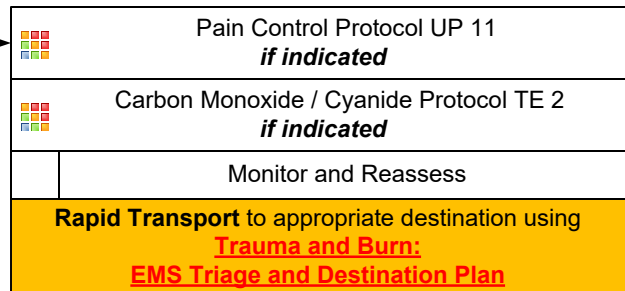 Pain Control Protocol UP 11
if indicated
Carbon Monoxide / Cyanide Protocol TE 2
if indicated
Monitor and Reassess
Rapid Transport to appropriate destination using
Trauma and Burn:
EMS Triage and Destination Plan